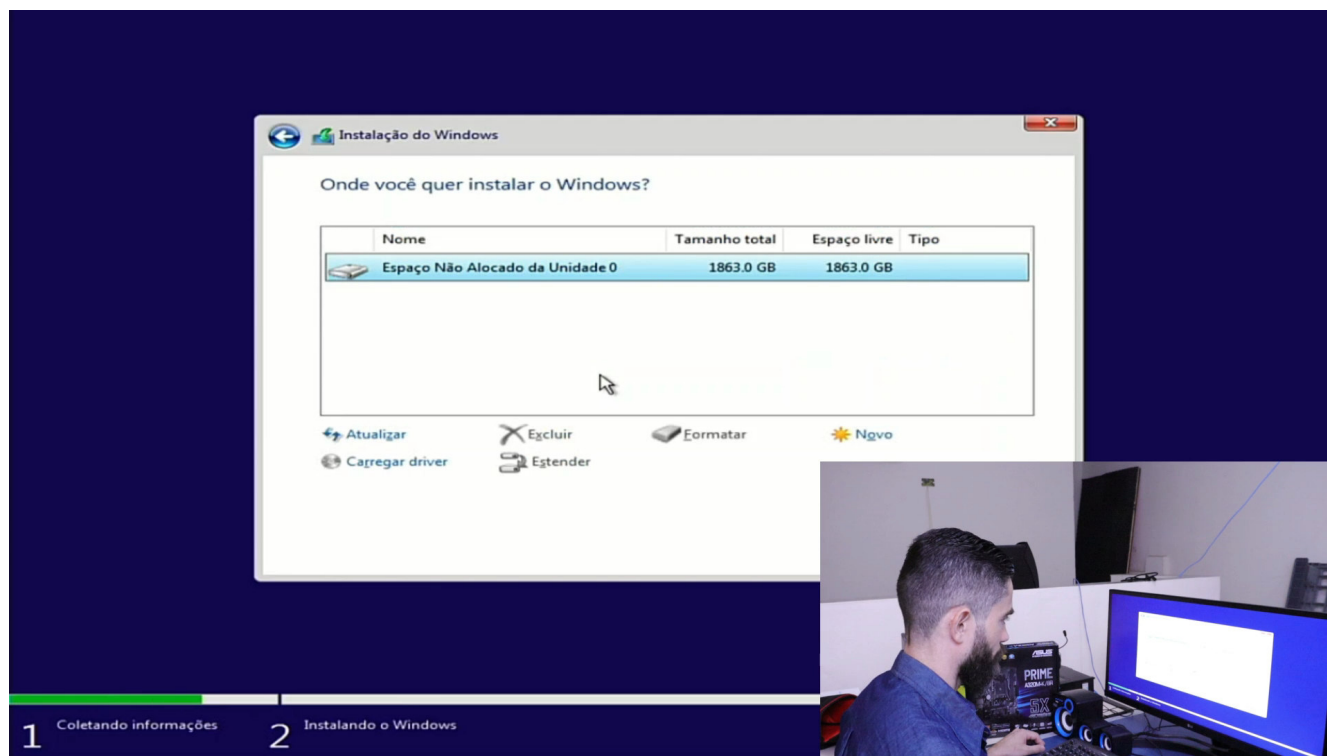 Instalação do Windows
Onde você quer instalar o Windows?
Nome Tamanho total Espaço livre Tipo
Espaço Não Alocado da Unidade 0 1863.0 GB 1863.0 GB
Atualizar Excluir Formatar Novo
Carregar driver Estender
ASUS
PRIME
5X
1 Coletando informações 2 Instalando o Windows